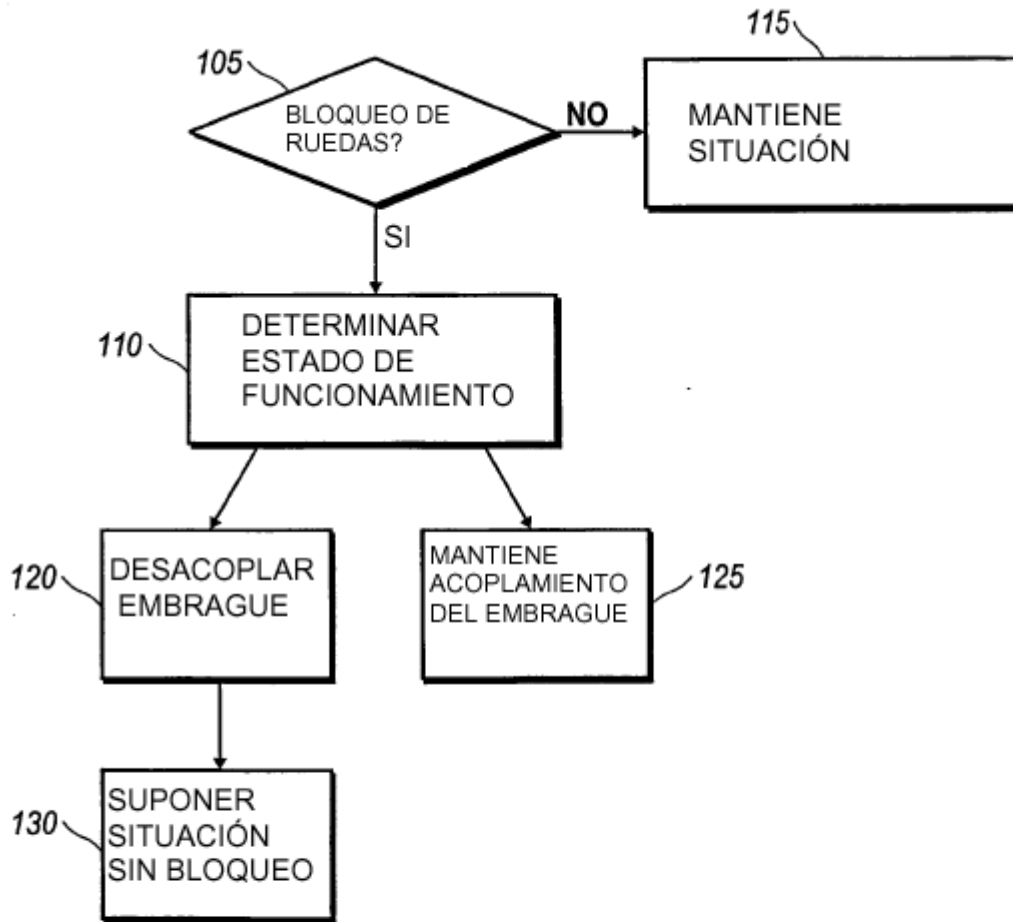 115
105
BLOQUEO DE
RUEDAS?
NO
MANTIENE
SITUACIÓN
SI
110
DETERMINAR
ESTADO DE
FUNCIONAMIENTO
120
DESACOPLAR
EMBRAGUE
MANTIENE
ACOPLAMIENTO
DEL EMBRAGUE
125
130
SUPONER
SITUACIÓN
SIN BLOQUEO